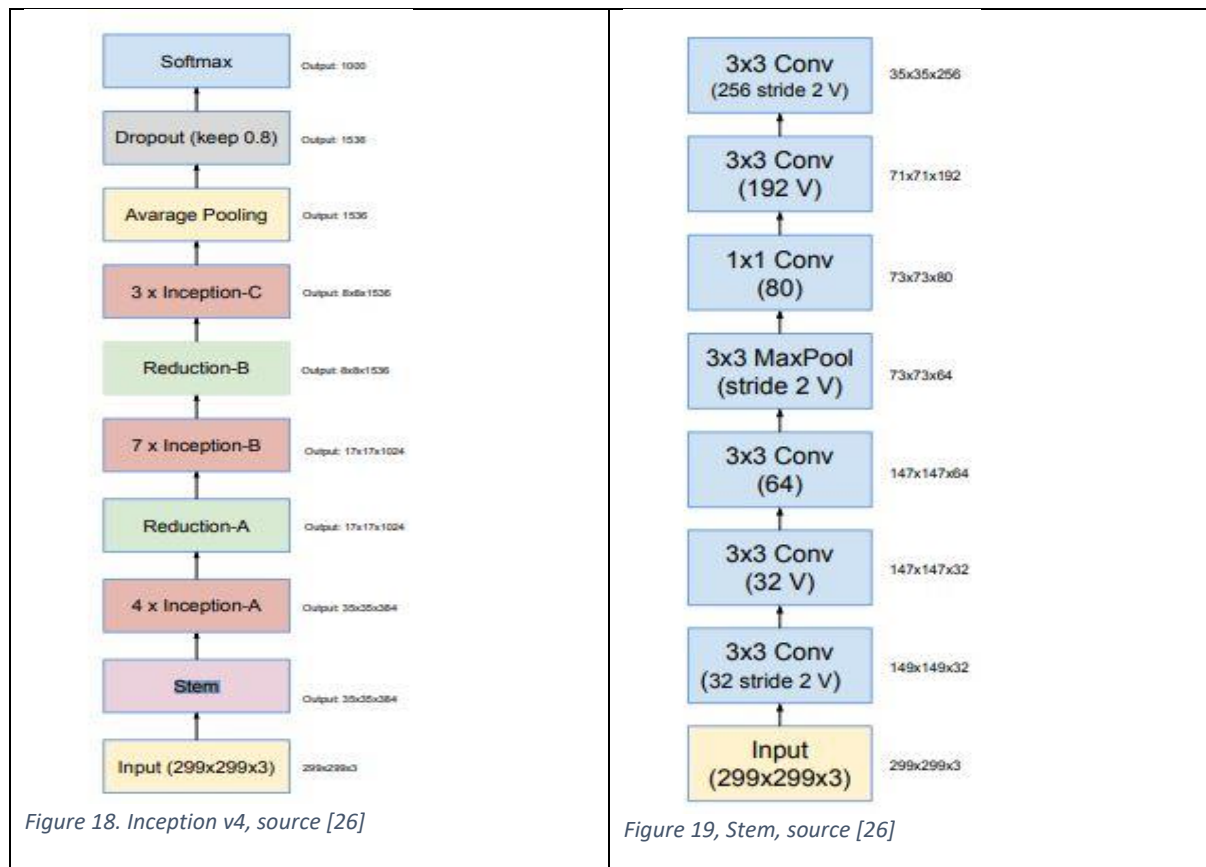 Softmax
Output: 1000
Dropout (keep 0.8)
Output: 1536
Avarage Pooling
Output: 1536
3 x Inception-C
Output: 8x8x1536
Reduction-B
Output: 8x8x1536
7 x Inception-B
Output: 17x17x1024
Reduction-A
Output: 17x17x1024
4 x Inception-A
Output: 35x35x384
Stem
Output: 35x35x384
Input (299x299x3)
299x299x3
Figure 18. Inception v4, source [26]
3x3 Conv
(256 stride 2 V)
35x35x256
3x3 Conv
(192 V)
71x71x192
1x1 Conv
(80)
73x73x80
3x3 MaxPool
(stride 2 V)
73x73x64
3x3 Conv
(64)
147x147x64
3x3 Conv
(32 V)
147x147x32
3x3 Conv
(32 stride 2 V)
149x149x32
Input
(299x299x3)
299x299x3
Figure 19, Stem, source [26]